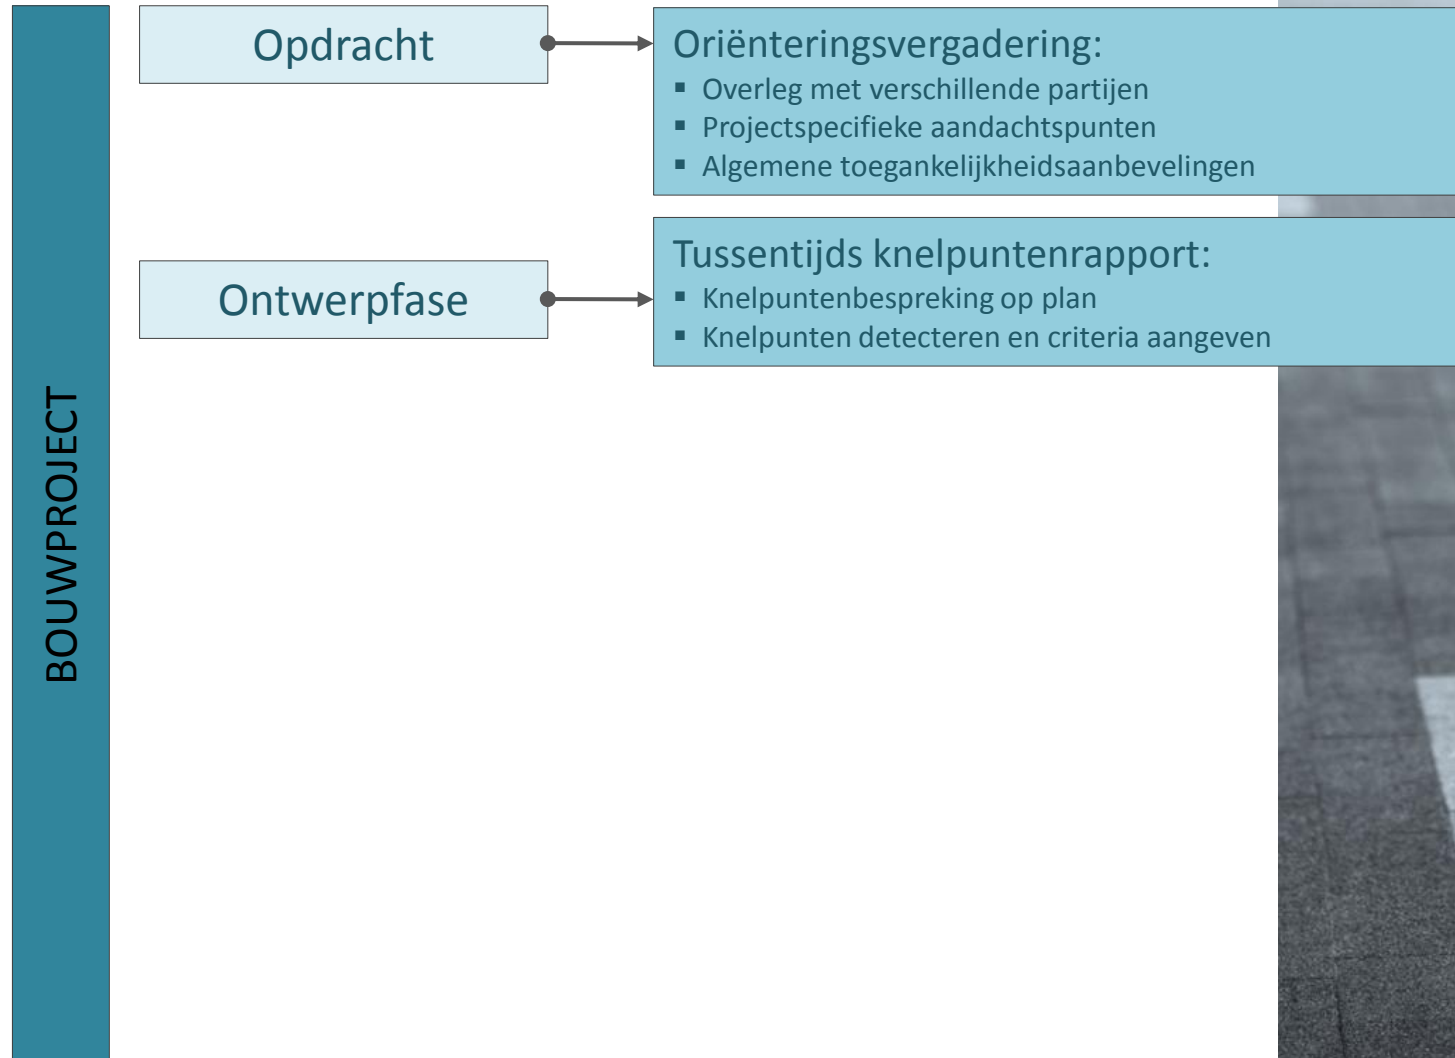 BOUWPROJECT
Opdracht
Oriënteringsvergadering:
▪ Overleg met verschillende partijen
▪ Projectspecifieke aandachtspunten
▪ Algemene toegankelijkheidsaanbevelingen
Ontwerpfase
Tussentijds knelpuntenrapport:
▪ Knelpuntenbespreking op plan
▪ Knelpunten detecteren en criteria aangeven